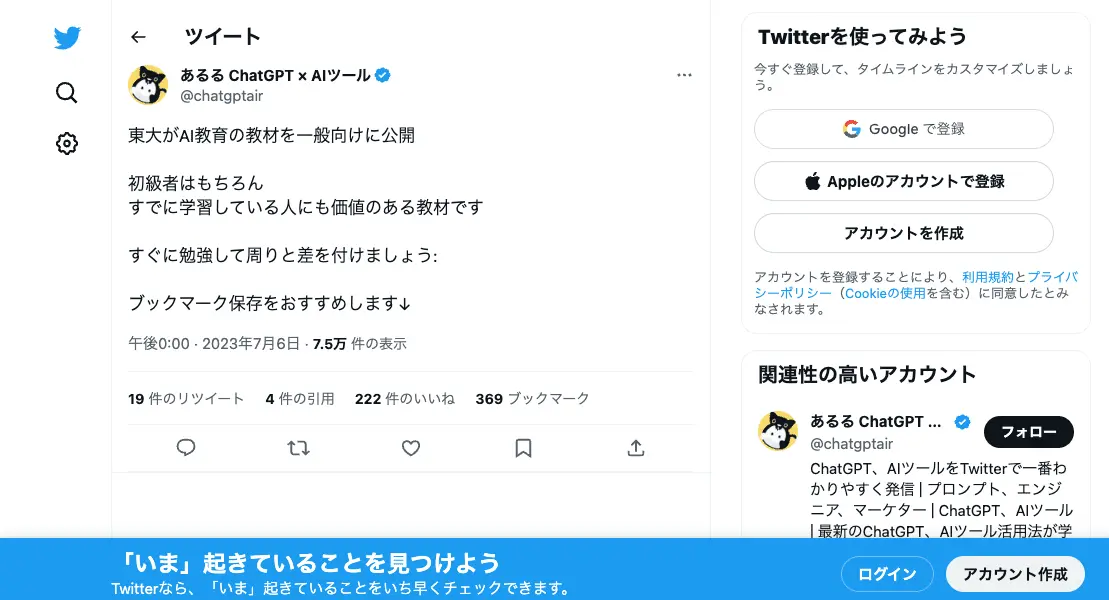 ツイート
あるる ChatGPT × AIツール
@chatgptair
東大がAI教育の教材を一般向けに公開
初級者はもちろん
すでに学習している人にも価値のある教材です
すぐに勉強して周りと差を付けましょう:
ブックマーク保存をおすすめします↓
午後0:00 · 2023年7月6日 · 7.5万 件の表示
19 件のリツイート 4 件の引用 222 件のいいね 369 ブックマーク
Twitterを使ってみよう
今すぐ登録して、タイムラインをカスタマイズしましょ
う。
Google で登録
Appleのアカウントで登録
アカウントを作成
アカウントを登録することにより、利用規約とプライバ
シーポリシー（Cookieの使用を含む）に同意したとみ
なされます。
関連性の高いアカウント
あるる ChatGPT ...
@chatgptair
フォロー
ChatGPT、AIツールをTwitterで一番わ
かりやすく発信 | プロンプト、エンジ
ニア、マーケター | ChatGPT、AIツール
| 最新のChatGPT、AIツール活用法が学
「いま」起きていることを見つけよう
Twitterなら、「いま」起きていることをいち早くチェックできます。
ログイン
アカウント作成